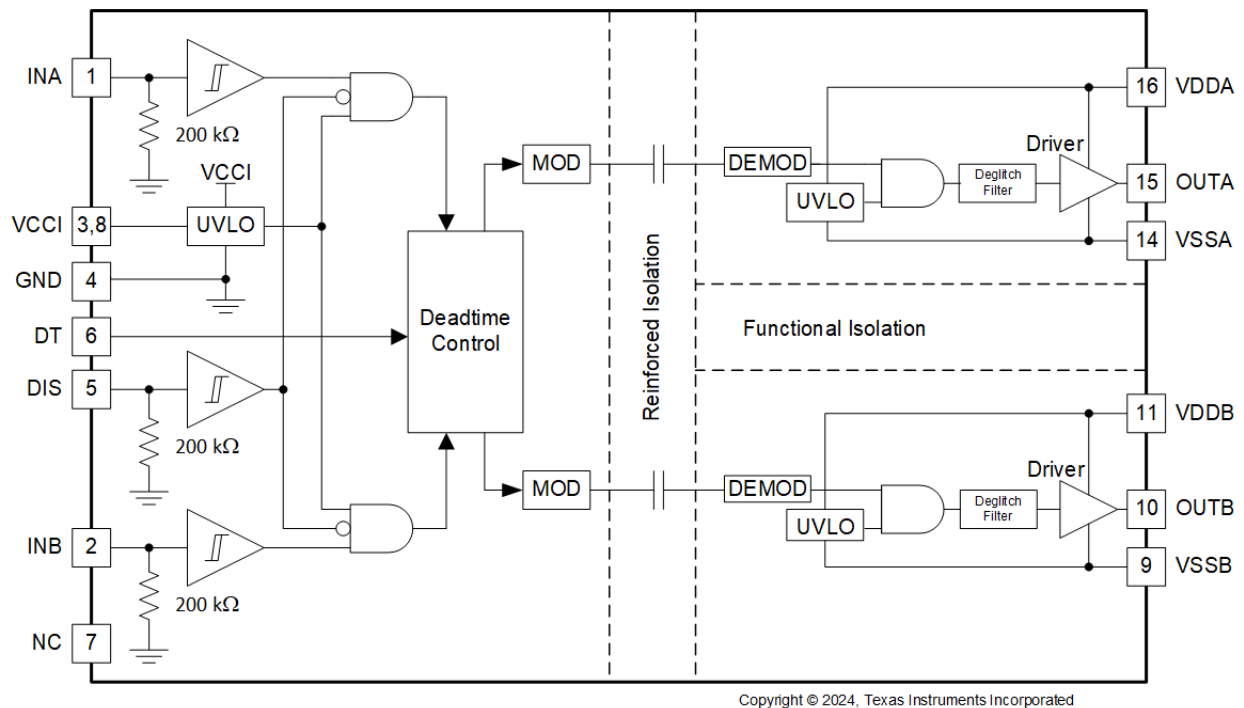 INA
1
200 kΩ
VCCI
VCCI
3,8
UVLO
GND
4
DT
6
DIS
5
200 kΩ
INB
2
200 kΩ
NC
7
Deadtime
Control
MOD
MOD
Reinforced Isolation
DEMOD
UVLO
Deglitch
Filter
Driver
16
VDDA
15
OUTA
14
VSSA
Functional Isolation
DEMOD
UVLO
Deglitch
Filter
Driver
11
VDDB
10
OUTB
9
VSSB
Copyright © 2024, Texas Instruments Incorporated